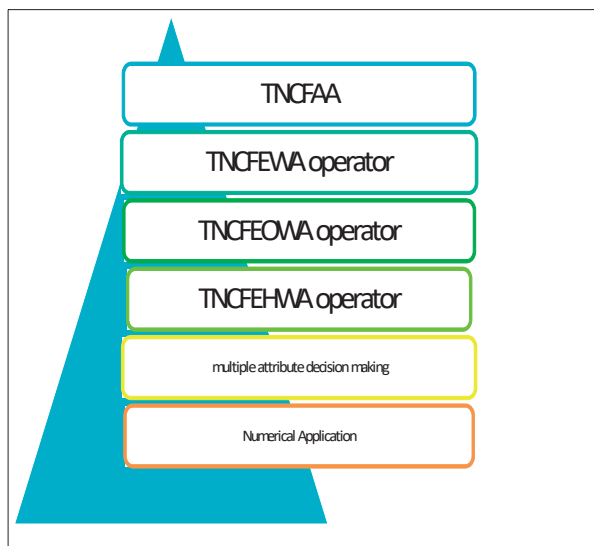 TNCFAA
TNCFEWA operator
TNCFEOWA operator
TNCFEHWA operator
multiple attribute decision making
Numerical Application